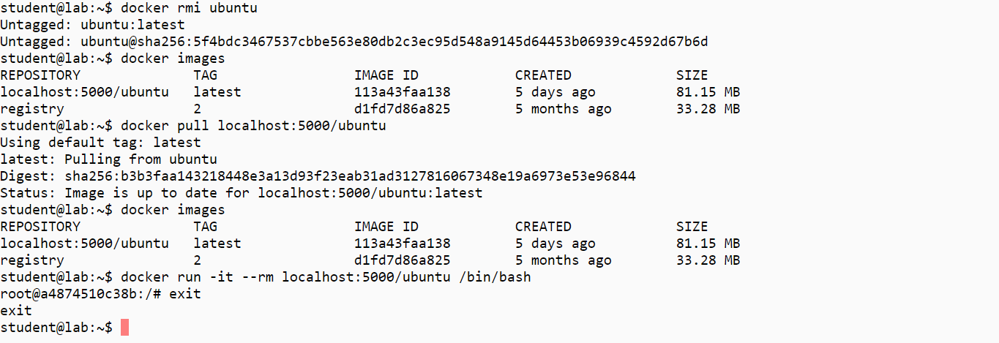 student@lab:~$ docker rmi ubuntu
Untagged: ubuntu:latest
Untagged: ubuntu@sha256:5f4bdc3467537cbbe563e80db2c3ec95d548a9145d64453b06939c4592d67b6d
student@lab:~$ docker images
REPOSITORY              TAG                 IMAGE ID            CREATED             SIZE
localhost:5000/ubuntu   latest              113a43faa138        5 days ago          81.15 MB
registry                2                   d1fd7d86a825        5 months ago        33.28 MB
student@lab:~$ docker pull localhost:5000/ubuntu
Using default tag: latest
latest: Pulling from ubuntu
Digest: sha256:b3b3faa143218448e3a13d93f23eab31ad3127816067348e19a6973e53e96844
Status: Image is up to date for localhost:5000/ubuntu:latest
student@lab:~$ docker images
REPOSITORY              TAG                 IMAGE ID            CREATED             SIZE
localhost:5000/ubuntu   latest              113a43faa138        5 days ago          81.15 MB
registry                2                   d1fd7d86a825        5 months ago        33.28 MB
student@lab:~$ docker run -it --rm localhost:5000/ubuntu /bin/bash
root@a4874510c38b:/# exit
exit
student@lab:~$